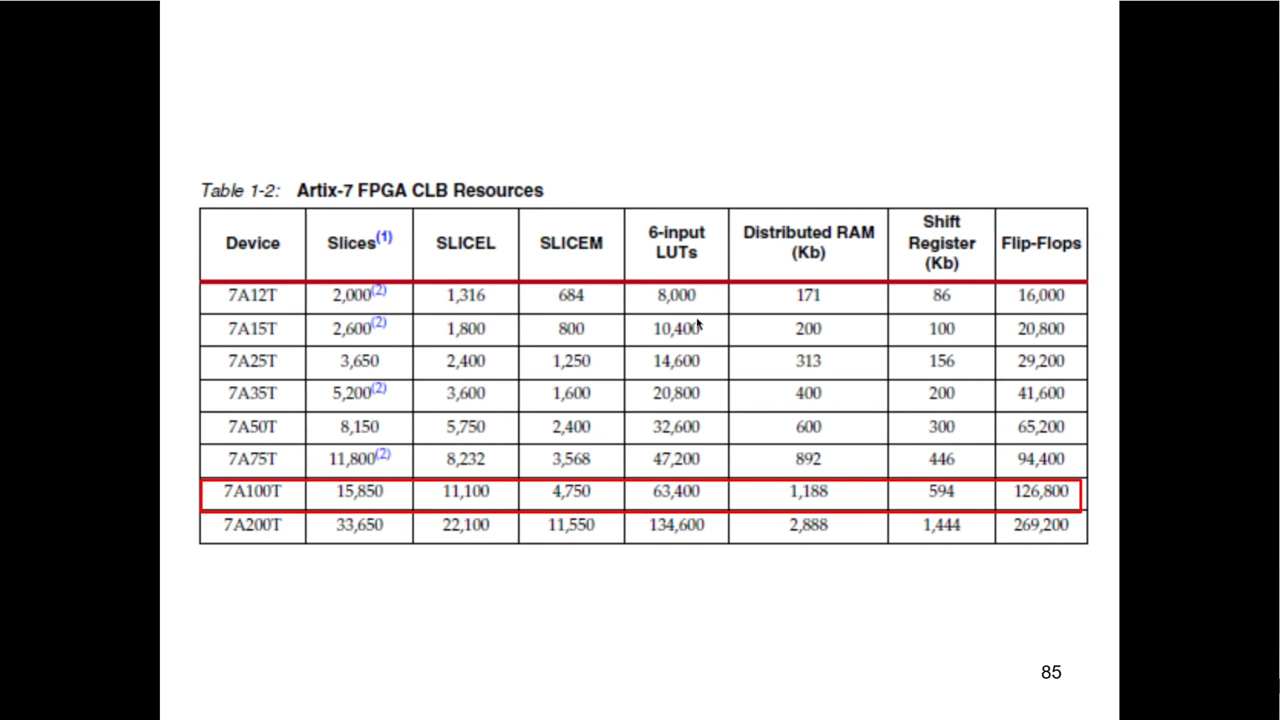 Table 1-2: Artix-7 FPGA CLB Resources
Device Slices(1) SLICEL SLICEM 6-input LUTs Distributed RAM (Kb) Shift Register (Kb) Flip-Flops
7A12T 2,000(2) 1,316 684 8,000 171 86 16,000
7A15T 2,600(2) 1,800 800 10,400 200 100 20,800
7A25T 3,650 2,400 1,250 14,600 313 156 29,200
7A35T 5,200(2) 3,600 1,600 20,800 400 200 41,600
7A50T 8,150 5,750 2,400 32,600 600 300 65,200
7A75T 11,800(2) 8,232 3,568 47,200 892 446 94,400
7A100T 15,850 11,100 4,750 63,400 1,188 594 126,800
7A200T 33,650 22,100 11,550 134,600 2,888 1,444 269,200
85